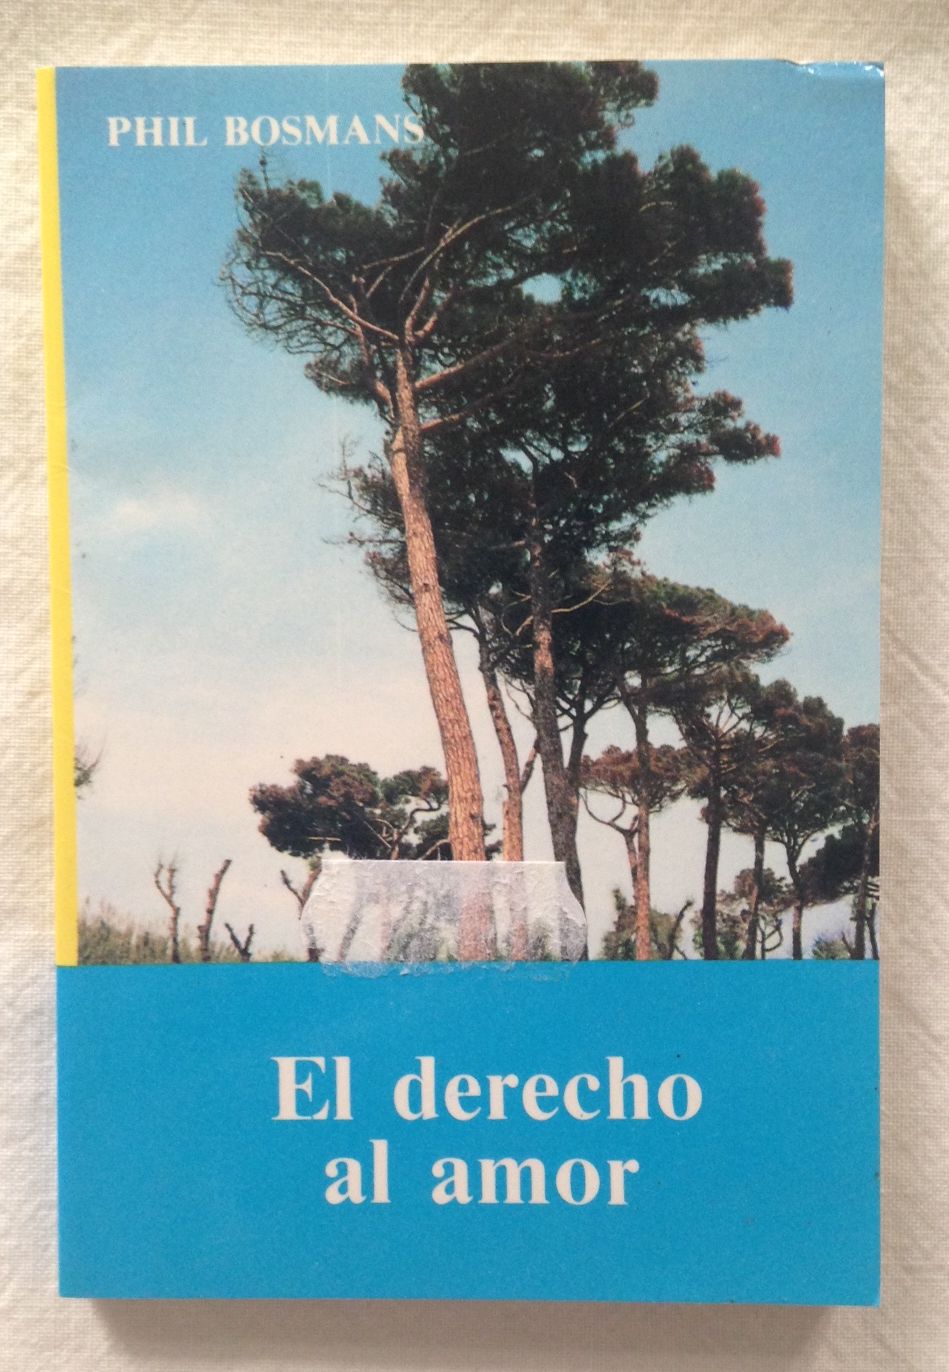 PHIL BOSMANS
El derecho
al amor